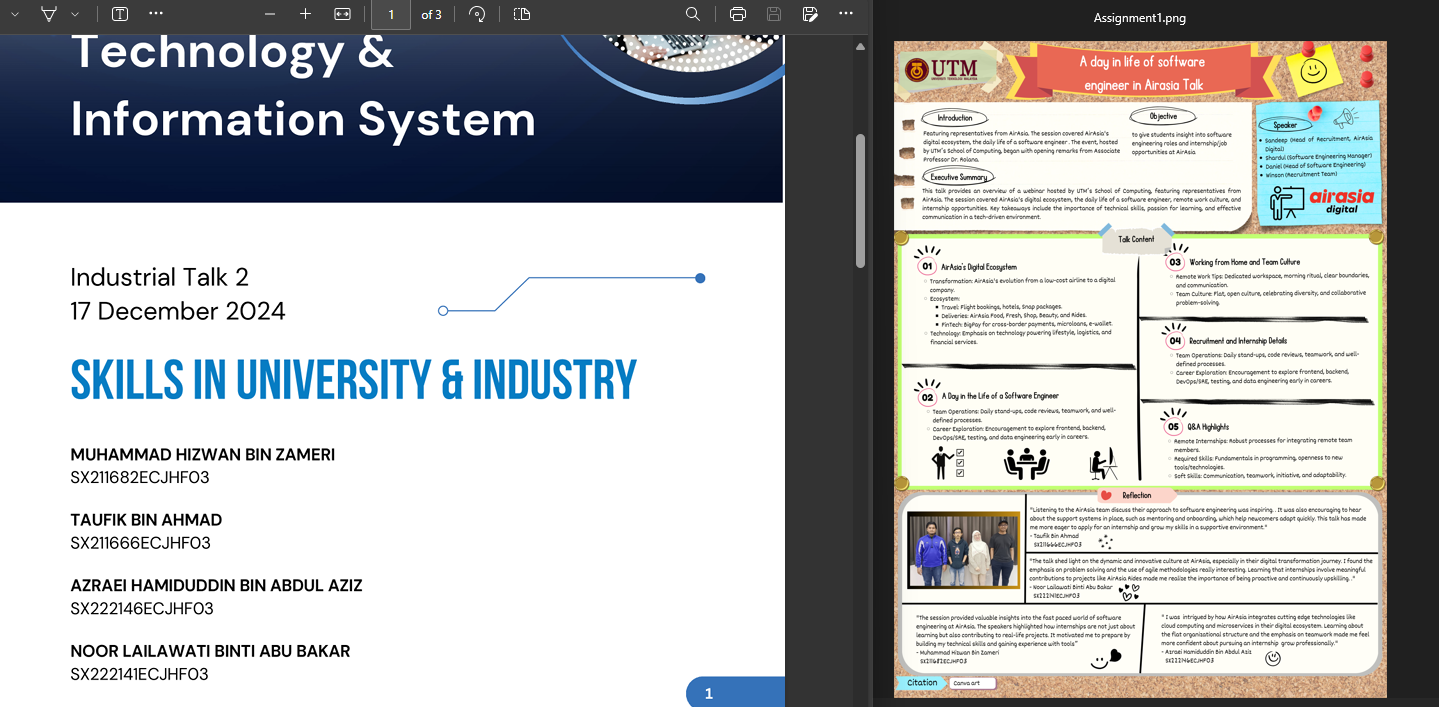 1
of 3
Technology &
Information System
Industrial Talk 2
17 December 2024
SKILLS IN UNIVERSITY & INDUSTRY
MUHAMMAD HIZWAN BIN ZAMERI
SX211682ECJHF03
TAUFIK BIN AHMAD
SX211666ECJHF03
AZRAEI HAMIDUDDIN BIN ABDUL AZIZ
SX222146ECJHF03
NOOR LAILAWATI BINTI ABU BAKAR
SX222141ECJHF03
1
Assignment1.png
UTM
UNIVERSITI TEKNOLOGI MALAYSIA
A day in life of software
engineer in Airasia Talk
Introduction
Featuring representatives from AirAsia. The session covered AirAsia's
digital ecosystem, the daily life of a software engineer . The event, hosted
by UTM's School of Computing, began with opening remarks from Associate
Professor Dr. Roliana.
Objective
to give students insight into software
engineering roles and internship/job
opportunities at AirAsia
Speaker
Sandeep (Head of Recruitment, AirAsia
Digital)
Shardul (Software Engineering Manager)
Daniel (Head of Software Engineering)
Winson (Recruitment Team)
airasia
digital
Executive Summary
This talk provides an overview of a webinar hosted by UTM's School of Computing, featuring representatives from
AirAsia. The session covered AirAsia's digital ecosystem, the daily life of a software engineer, remote work culture, and
internship opportunities. Key takeaways include the importance of technical skills, passion for learning, and effective
communication in a tech-driven environment.
Talk Content
01 AirAsia's Digital Ecosystem
Transformation: AirAsia's evolution from a low-cost airline to a digital
company.
Ecosystem:
Travel: Flight bookings, hotels, Snap packages.
Deliveries: AirAsia Food, Fresh, Shop, Beauty, and Rides.
FinTech: BigPay for cross-border payments, microloans, e-wallet.
Technology: Emphasis on technology powering lifestyle, logistics, and
financial services.
02 A Day in the Life of a Software Engineer
Team Operations: Daily stand-ups, code reviews, teamwork, and well-
defined processes.
Career Exploration: Encouragement to explore frontend, backend,
DevOps/SRE, testing, and data engineering early in careers.
03 Working from Home and Team Culture
Remote Work Tips: Dedicated workspace, morning ritual, clear boundaries,
and communication.
Team Culture: Flat, open culture, celebrating diversity, and collaborative
problem-solving.
04 Recruitment and Internship Details
Team Operations: Daily stand-ups, code reviews, teamwork, and well-
defined processes.
Career Exploration: Encouragement to explore frontend, backend,
DevOps/SRE, testing, and data engineering early in careers.
05 Q&A Highlights
Remote Internships: Robust processes for integrating remote team
members.
Required Skills: Fundamentals in programming, openness to new
tools/technologies.
Soft Skills: Communication, teamwork, initiative, and adaptability.
Reflection
"Listening to the AirAsia team discuss their approach to software engineering was inspiring. . It was also encouraging to hear
about the support systems in place, such as mentoring and onboarding, which help newcomers adapt quickly. This talk has made
me more eager to apply for an internship and grow my skills in a supportive environment."
- Taufik Bin Ahmad
SX211666ECJHF03
"The talk shed light on the dynamic and innovative culture at AirAsia, especially in their digital transformation journey. I found the
emphasis on problem solving and the use of agile methodologies really interesting. Learning that internships involve meaningful
contributions to projects like AirAsia Rides made me realise the importance of being proactive and continuously upskilling. ."
- Noor Lailawati Binti Abu Bakar
SX222141ECJHF03
"The session provided valuable insights into the fast paced world of software
engineering at AirAsia. The speakers highlighted how internships are not just about
learning but also contributing to real-life projects. It motivated me to prepare by
building my technical skills and gaining experience with tools"
- Muhammad Hizwan Bin Zameri
SX211682ECJHF03
" I was intrigued by how AirAsia integrates cutting edge technologies like
cloud computing and microservices in their digital ecosystem. Learning about
the flat organisational structure and the emphasis on teamwork made me feel
more confident about pursuing an internship grow professionally."
- Azraei Hamiduddin Bin Abdul Aziz
SX222146ECJHF03
Citation
Canva art